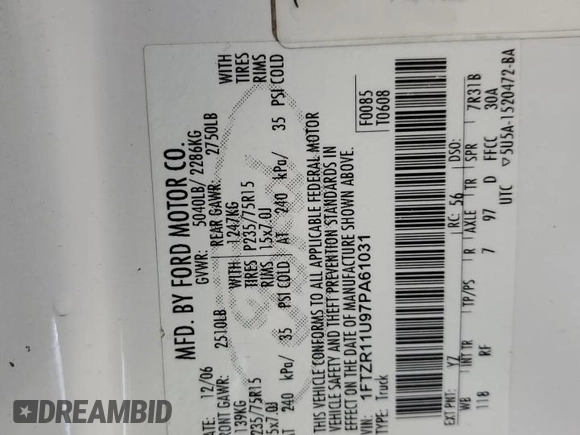 MFD. BY FORD MOTOR CO.
DATE: 12/06 GVWR: 5040LB/ 2286KG
FRONT GAWR: 2510LB REAR GAWR: 2750LB
1139KG WITH 1247KG WITH
P235/75R15 TIRES P235/75R15 TIRES
15x7.0J RIMS 15x7.0J RIMS
AT 240 kPa/ 35 PSI COLD AT 240 kPa/ 35 PSI COLD
THIS VEHICLE CONFORMS TO ALL APPLICABLE FEDERAL MOTOR
VEHICLE SAFETY AND THEFT PREVENTION STANDARDS IN
EFFECT ON THE DATE OF MANUFACTURE SHOWN ABOVE.
VIN: 1FTZR11U97PA61031 F0085
TYPE: Truck T0608
EXT PNT: YZ RC: 56 DSO:
WB INT TR TP/PS R AXLE TR SPR 7R31B
118 RF 7 97 D FFCC 30A
UTC ▽5U5A-1520472-BA
DREAMBID